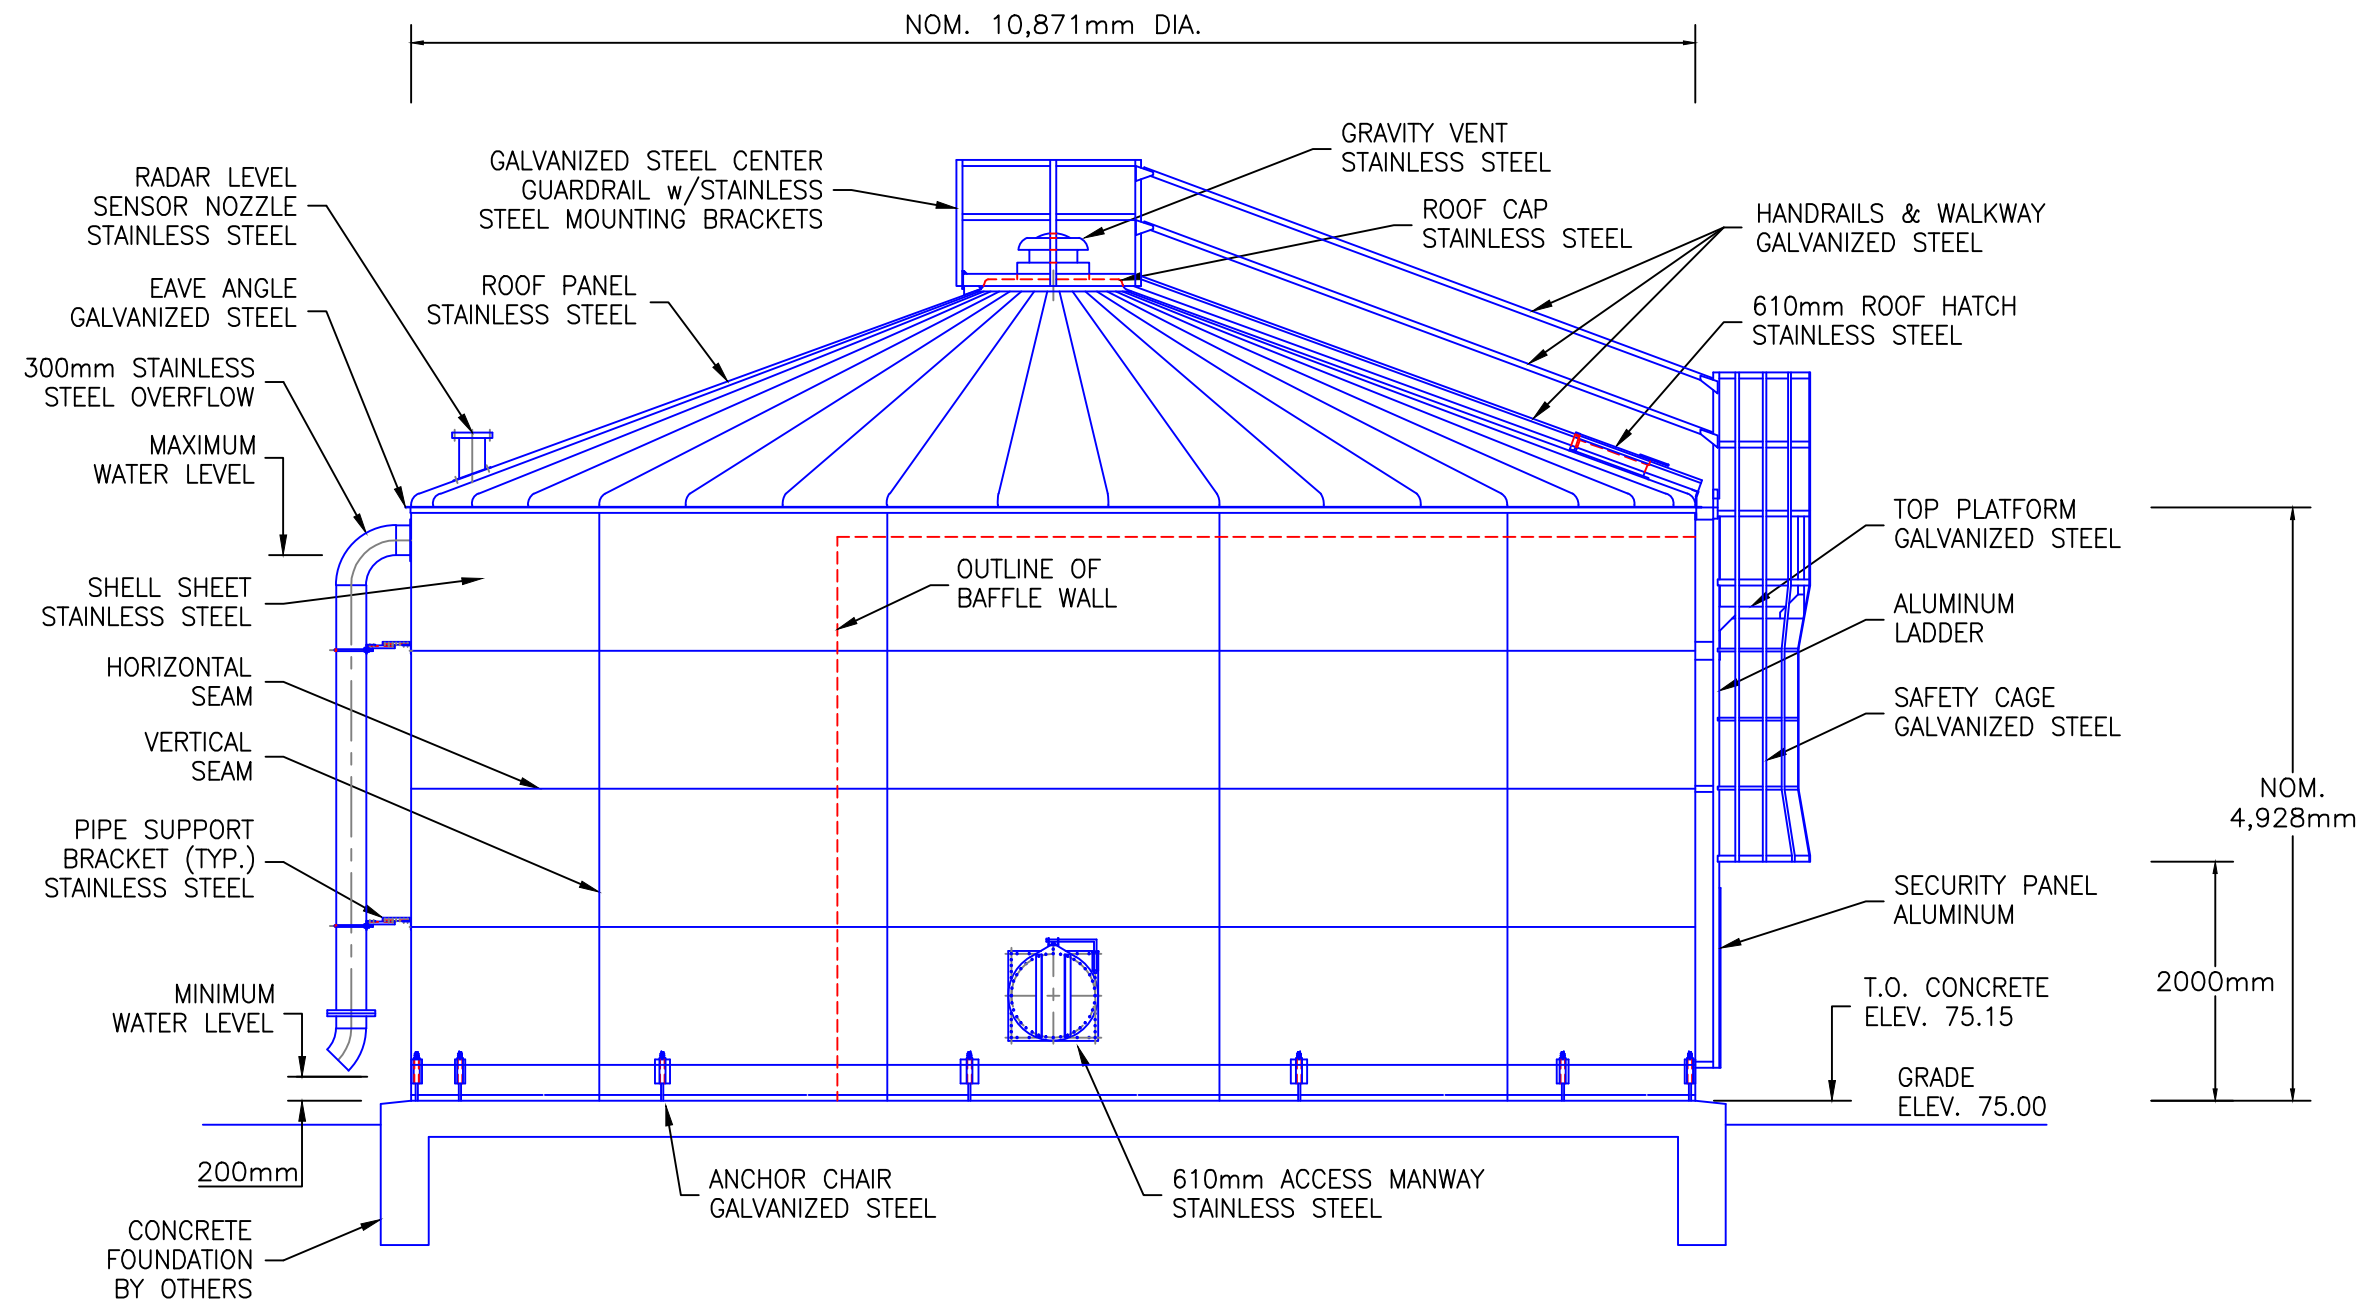 NOM. 10,871mm DIA.
RADAR LEVEL
SENSOR NOZZLE
STAINLESS STEEL
EAVE ANGLE
GALVANIZED STEEL
300mm STAINLESS
STEEL OVERFLOW
MAXIMUM
WATER LEVEL
SHELL SHEET
STAINLESS STEEL
HORIZONTAL
SEAM
VERTICAL
SEAM
PIPE SUPPORT
BRACKET (TYP.)
STAINLESS STEEL
MINIMUM
WATER LEVEL
200mm
CONCRETE
FOUNDATION
BY OTHERS
GALVANIZED STEEL CENTER
GUARDRAIL w/STAINLESS
STEEL MOUNTING BRACKETS
ROOF PANEL
STAINLESS STEEL
OUTLINE OF
BAFFLE WALL
ANCHOR CHAIR
GALVANIZED STEEL
610mm ACCESS MANWAY
STAINLESS STEEL
GRAVITY VENT
STAINLESS STEEL
ROOF CAP
STAINLESS STEEL
HANDRAILS & WALKWAY
GALVANIZED STEEL
610mm ROOF HATCH
STAINLESS STEEL
TOP PLATFORM
GALVANIZED STEEL
ALUMINUM
LADDER
SAFETY CAGE
GALVANIZED STEEL
SECURITY PANEL
ALUMINUM
T.O. CONCRETE
ELEV. 75.15
GRADE
ELEV. 75.00
2000mm
NOM.
4,928mm